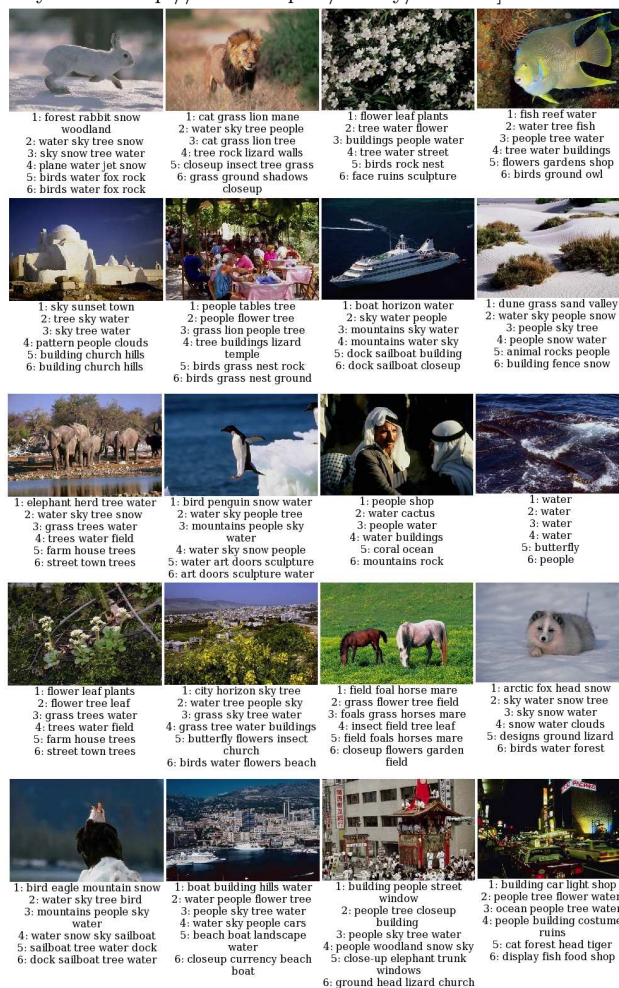 1: forest rabbit snow
woodland
2: water sky tree snow
3: sky snow tree water
4: plane water jet snow
5: birds water fox rock
6: birds water fox rock
1: cat grass lion mane
2: water sky tree people
3: cat grass lion tree
4: tree rock lizard walls
5: closeup insect tree grass
6: grass ground shadows
closeup
1: flower leaf plants
2: tree water flower
3: buildings people water
4: tree water street
5: birds rock nest
6: face ruins sculpture
1: fish reef water
2: water tree fish
3: people tree water
4: tree water buildings
5: flowers gardens shop
6: birds ground owl
1: sky sunset town
2: tree sky water
3: sky tree water
4: pattern people clouds
5: building church hills
6: building church hills
1: people tables tree
2: people flower tree
3: grass lion people tree
4: tree buildings lizard
temple
5: birds grass nest rock
6: birds grass nest ground
1: boat horizon water
2: sky water people
3: mountains sky water
4: mountains water sky
5: dock sailboat building
6: dock sailboat closeup
1: dune grass sand valley
2: water sky people snow
3: people sky tree
4: people snow water
5: animal rocks people
6: building fence snow
1: elephant herd tree water
2: water sky tree snow
3: grass trees water
4: trees water field
5: farm house trees
6: street town trees
1: bird penguin snow water
2: water sky people tree
3: mountains people sky
water
4: water sky snow people
5: water art doors sculpture
6: art doors sculpture water
1: people shop
2: water cactus
3: people water
4: water buildings
5: coral ocean
6: mountains rock
1: water
2: water
3: water
4: water
5: butterfly
6: people
1: flower leaf plants
2: flower tree leaf
3: grass trees water
4: trees water field
5: farm house trees
6: street town trees
1: city horizon sky tree
2: water tree people sky
3: grass sky tree water
4: grass tree water buildings
5: butterfly flowers insect
church
6: birds water flowers beach
1: field foal horse mare
2: grass flower tree field
3: foals grass horses mare
4: insect field tree leaf
5: field foals horses mare
6: closeup flowers garden
field
1: arctic fox head snow
2: sky water snow tree
3: sky snow water
4: snow water clouds
5: designs ground lizard
6: birds water forest
1: bird eagle mountain snow
2: water sky tree bird
3: mountains people sky
water
4: water snow sky sailboat
5: sailboat tree water dock
6: dock sailboat tree water
1: boat building hills water
2: water people flower tree
3: people sky tree water
4: water sky people cars
5: beach boat landscape
water
6: closeup currency beach
boat
1: building people street
window
2: people tree closeup
building
3: people sky tree water
4: people woodland snow sky
5: close-up elephant trunk
windows
6: ground head lizard church
1: building car light shop
2: people tree flower water
3: ocean people tree water
4: people building costume
ruins
5: cat forest head tiger
6: display fish food shop